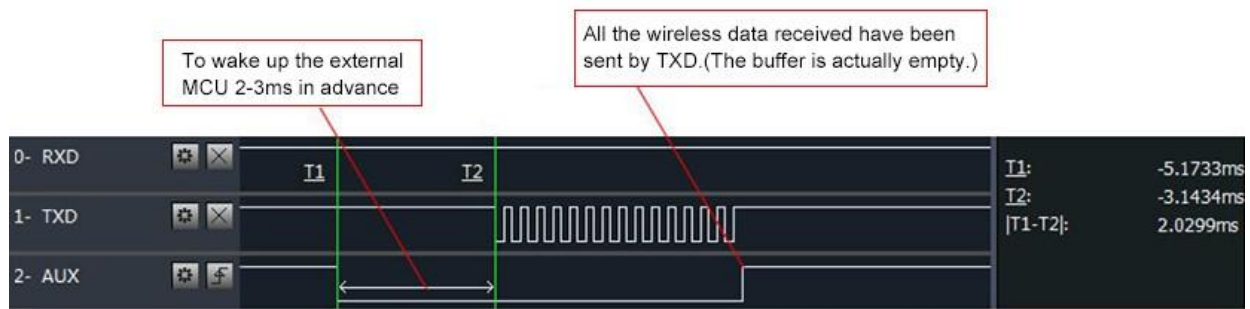 To wake up the external
MCU 2-3ms in advance
All the wireless data received have been
sent by TXD.(The buffer is actually empty.)
0- RXD
T1
T2
1- TXD
2- AUX
T1: -5.1733ms
T2: -3.1434ms
|T1-T2|: 2.0299ms